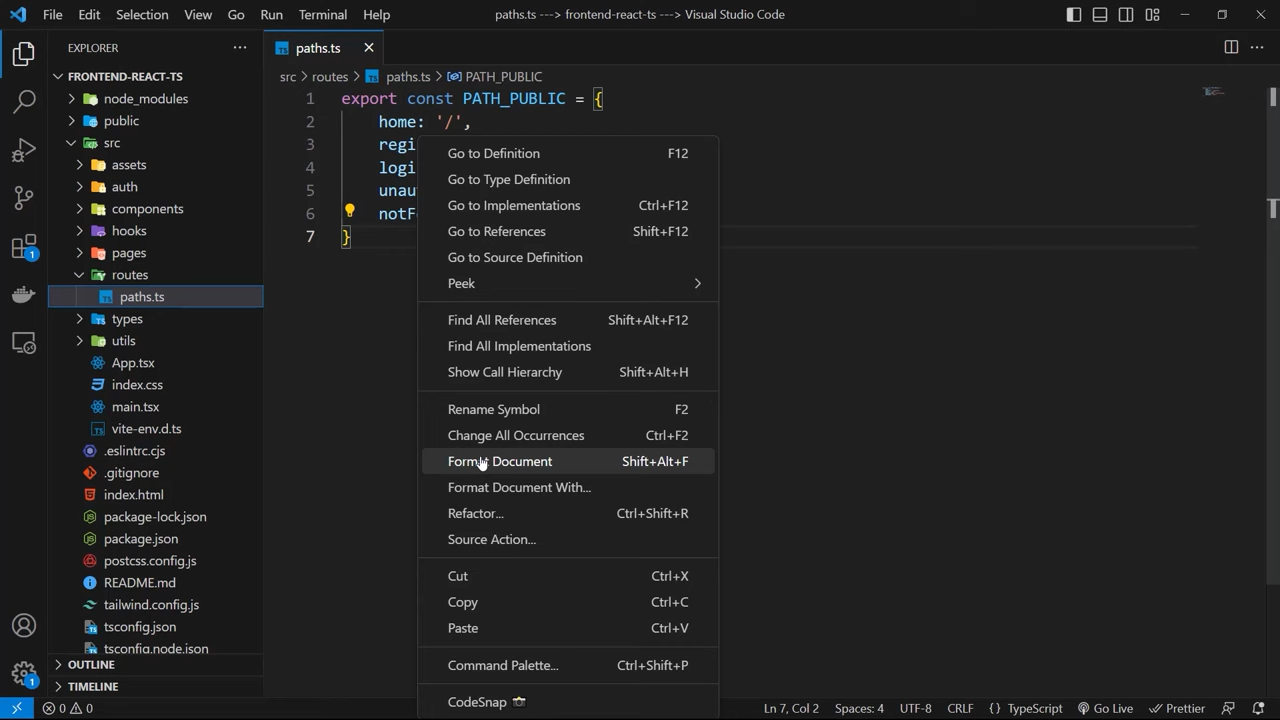 File Edit Selection View Go Run Terminal Help
paths.ts ---> frontend-react-ts ---> Visual Studio Code
EXPLORER
FRONTEND-REACT-TS
node_modules
public
src
assets
auth
components
hooks
pages
routes
paths.ts
types
utils
App.tsx
index.css
main.tsx
vite-env.d.ts
.eslintrc.cjs
.gitignore
index.html
package-lock.json
package.json
postcss.config.js
README.md
tailwind.config.js
tsconfig.json
tsconfig.node.json
OUTLINE
TIMELINE
1
1
paths.ts
src > routes > paths.ts > PATH_PUBLIC
1 export const PATH_PUBLIC = {
2 home: '/',
3 regi
4 logi
5 unau
6 notF
7 }
Go to Definition F12
Go to Type Definition
Go to Implementations Ctrl+F12
Go to References Shift+F12
Go to Source Definition
Peek
Find All References Shift+Alt+F12
Find All Implementations
Show Call Hierarchy Shift+Alt+H
Rename Symbol F2
Change All Occurrences Ctrl+F2
Format Document Shift+Alt+F
Format Document With...
Refactor... Ctrl+Shift+R
Source Action...
Cut Ctrl+X
Copy Ctrl+C
Paste Ctrl+V
Command Palette... Ctrl+Shift+P
CodeSnap
0 0 Ln 7, Col 2 Spaces: 4 UTF-8 CRLF {} TypeScript Go Live Prettier